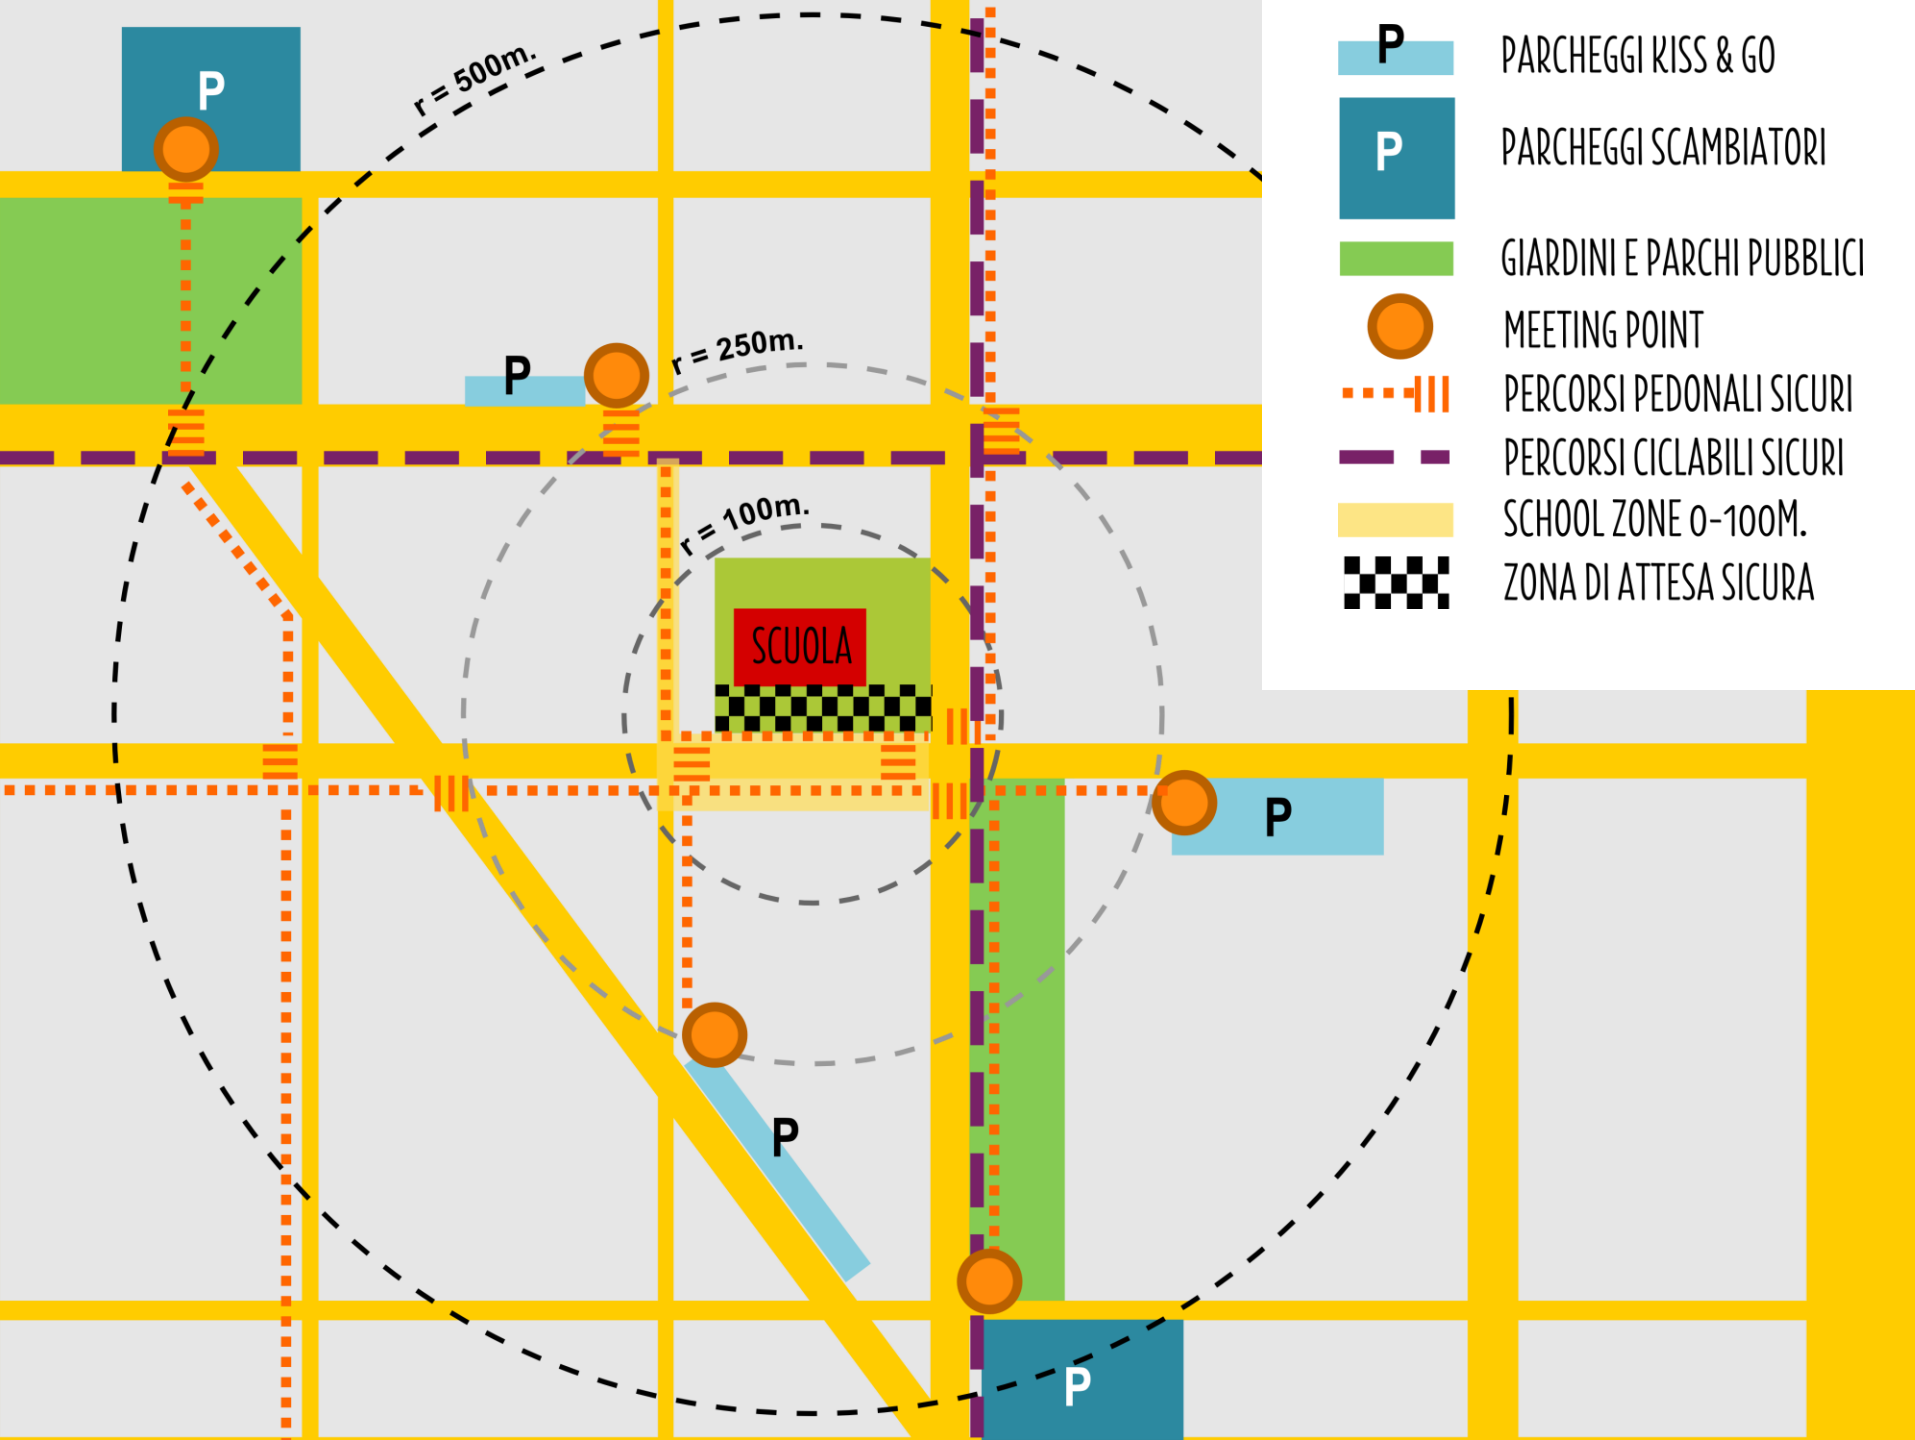 P
r = 500m.
P
r = 250m.
r = 100m.
SCUOLA
P
P
P
P PARCHEGGI KISS & GO
P PARCHEGGI SCAMBIATORI
GIARDINI E PARCHI PUBBLICI
MEETING POINT
PERCORSI PEDONALI SICURI
PERCORSI CICLABILI SICURI
SCHOOL ZONE 0-100M.
ZONA DI ATTESA SICURA